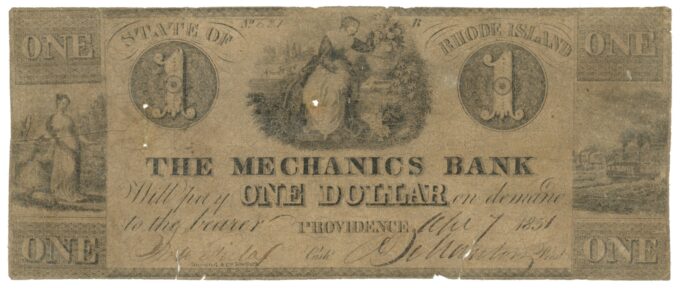 ONE STATE OF RHODE ISLAND ONE
1 1
THE MECHANICS BANK
Will pay ONE DOLLAR on demand
to the bearer PROVIDENCE, Apr 7 1851
Cash. Prest
ONE ONE